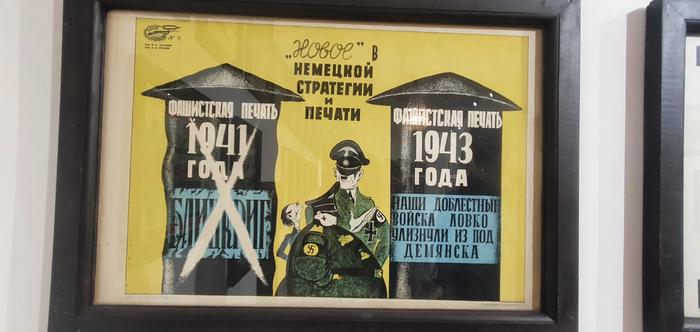 „Новое" в
немецкой
стратегии
и
печати
Фашистская печать
1941
года
Блицкриг
Фашистская печать
1943
года
Наши доблестные
войска ловко
улизнули из под
Демянска